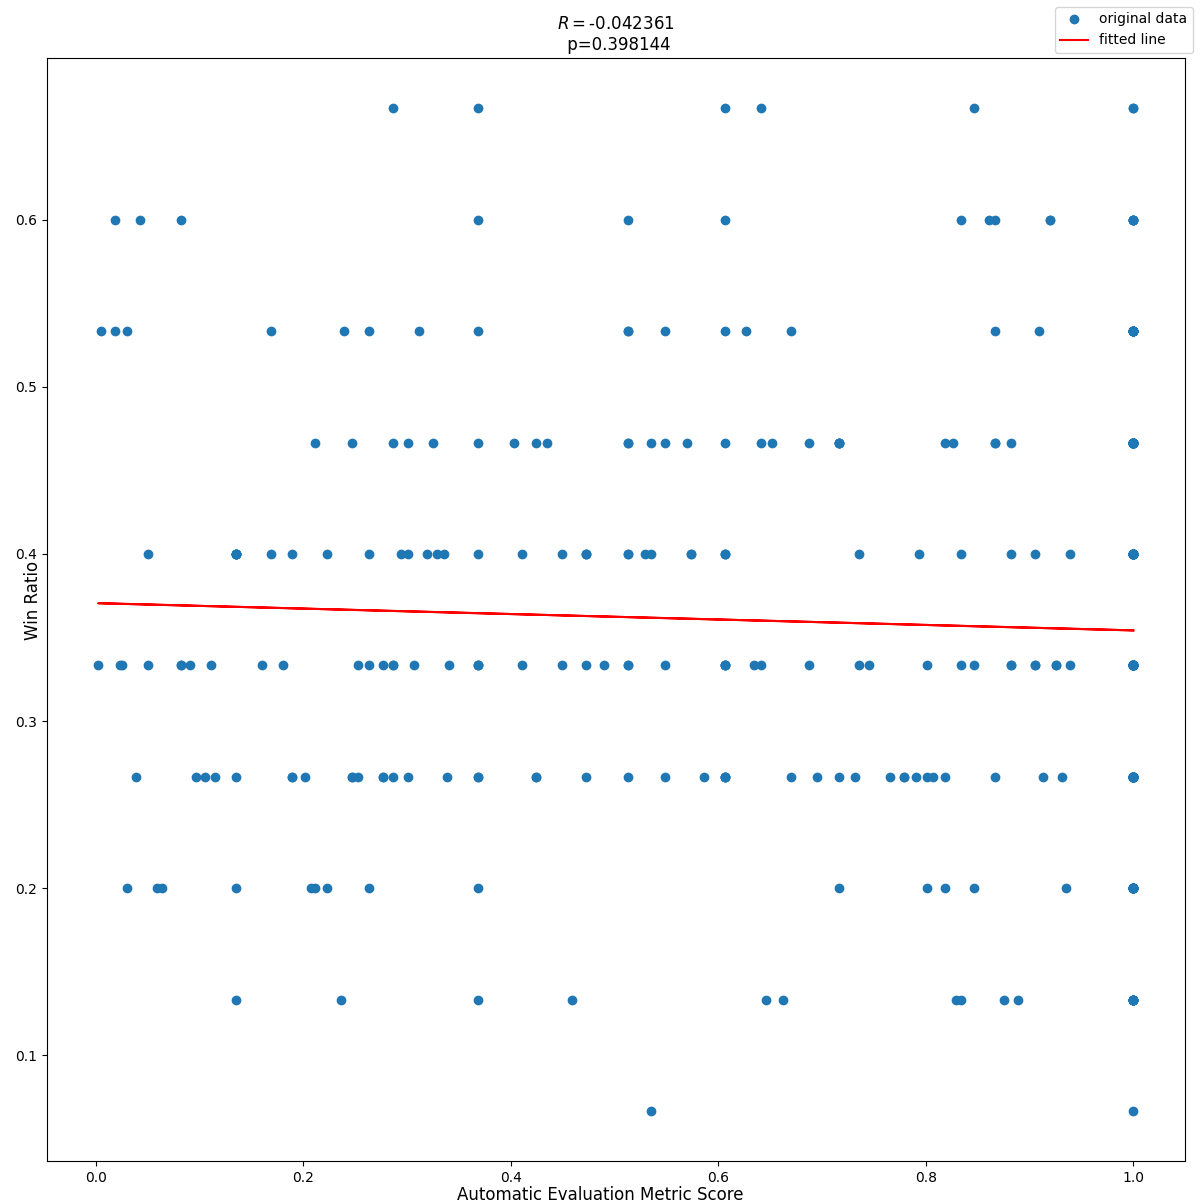 R = -0.042361
p=0.398144
original data
fitted line
Win Ratio
0.6
0.5
0.4
0.3
0.2
0.1
0.0 0.2 0.4 0.6 0.8 1.0
Automatic Evaluation Metric Score